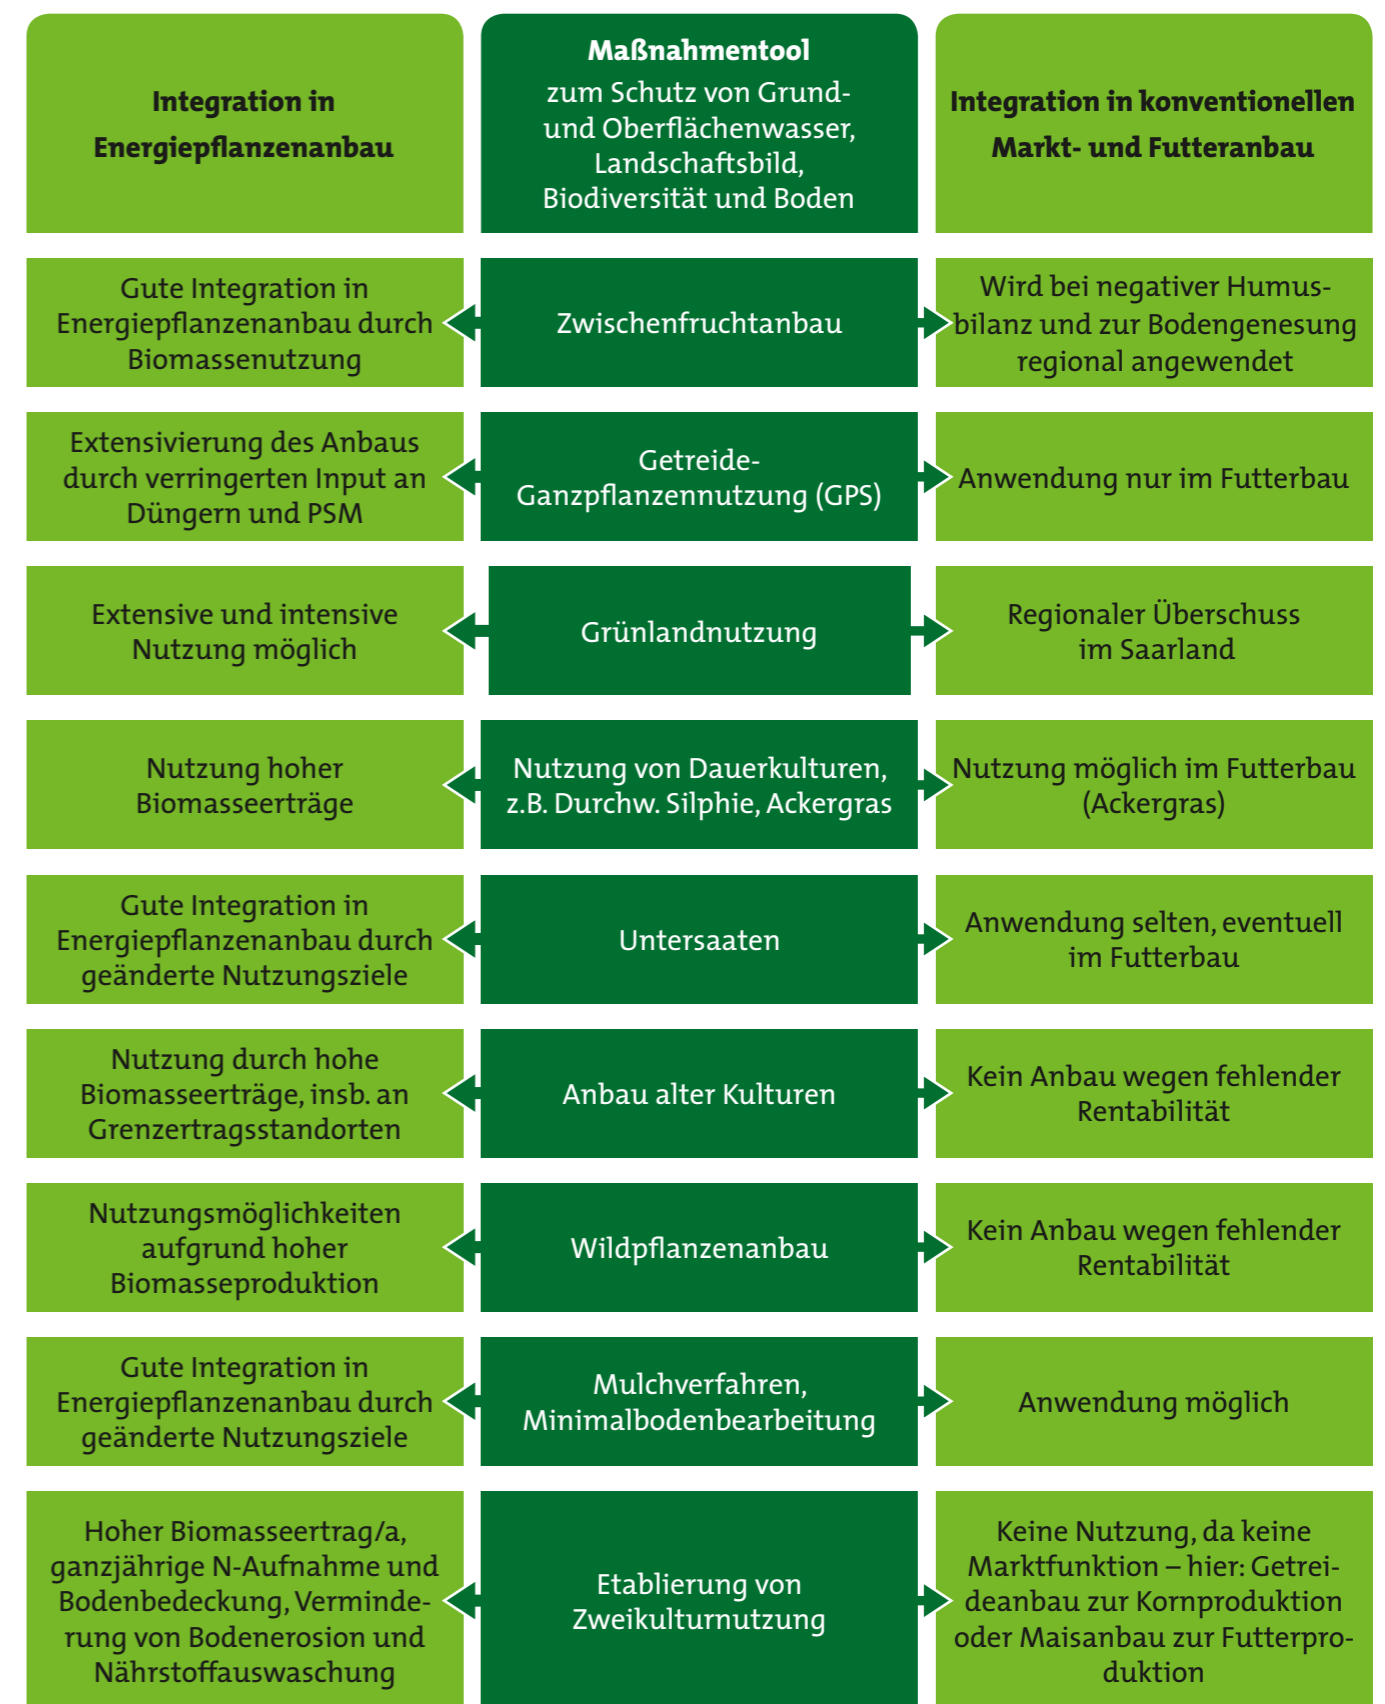 Integration in
Energiepflanzenanbau
Maßnahmentool
zum Schutz von Grund-
und Oberflächenwasser,
Landschaftsbild,
Biodiversität und Boden
Integration in konventionellen
Markt- und Futteranbau
Gute Integration in
Energiepflanzenanbau durch
Biomassenutzung
Zwischenfruchtanbau
Wird bei negativer Humus-
bilanz und zur Bodengenesung
regional angewendet
Extensivierung des Anbaus
durch verringerten Input an
Düngern und PSM
Getreide-
Ganzpflanzennutzung (GPS)
Anwendung nur im Futterbau
Extensive und intensive
Nutzung möglich
Grünlandnutzung
Regionaler Überschuss
im Saarland
Nutzung hoher
Biomasseerträge
Nutzung von Dauerkulturen,
z.B. Durchw. Silphie, Ackergras
Nutzung möglich im Futterbau
(Ackergras)
Gute Integration in
Energiepflanzenanbau durch
geänderte Nutzungsziele
Untersaaten
Anwendung selten, eventuell
im Futterbau
Nutzung durch hohe
Biomasseerträge, insb. an
Grenzertragsstandorten
Anbau alter Kulturen
Kein Anbau wegen fehlender
Rentabilität
Nutzungsmöglichkeiten
aufgrund hoher
Biomasseproduktion
Wildpflanzenanbau
Kein Anbau wegen fehlender
Rentabilität
Gute Integration in
Energiepflanzenanbau durch
geänderte Nutzungsziele
Mulchverfahren,
Minimalbodenbearbeitung
Anwendung möglich
Hoher Biomasseertrag/a,
ganzjährige N-Aufnahme und
Bodenbedeckung, Verminde-
rung von Bodenerosion und
Nährstoffauswaschung
Etablierung von
Zweikulturnutzung
Keine Nutzung, da keine
Marktfunktion – hier: Getrei-
deanbau zur Kornproduktion
oder Maisanbau zur Futterpro-
duktion